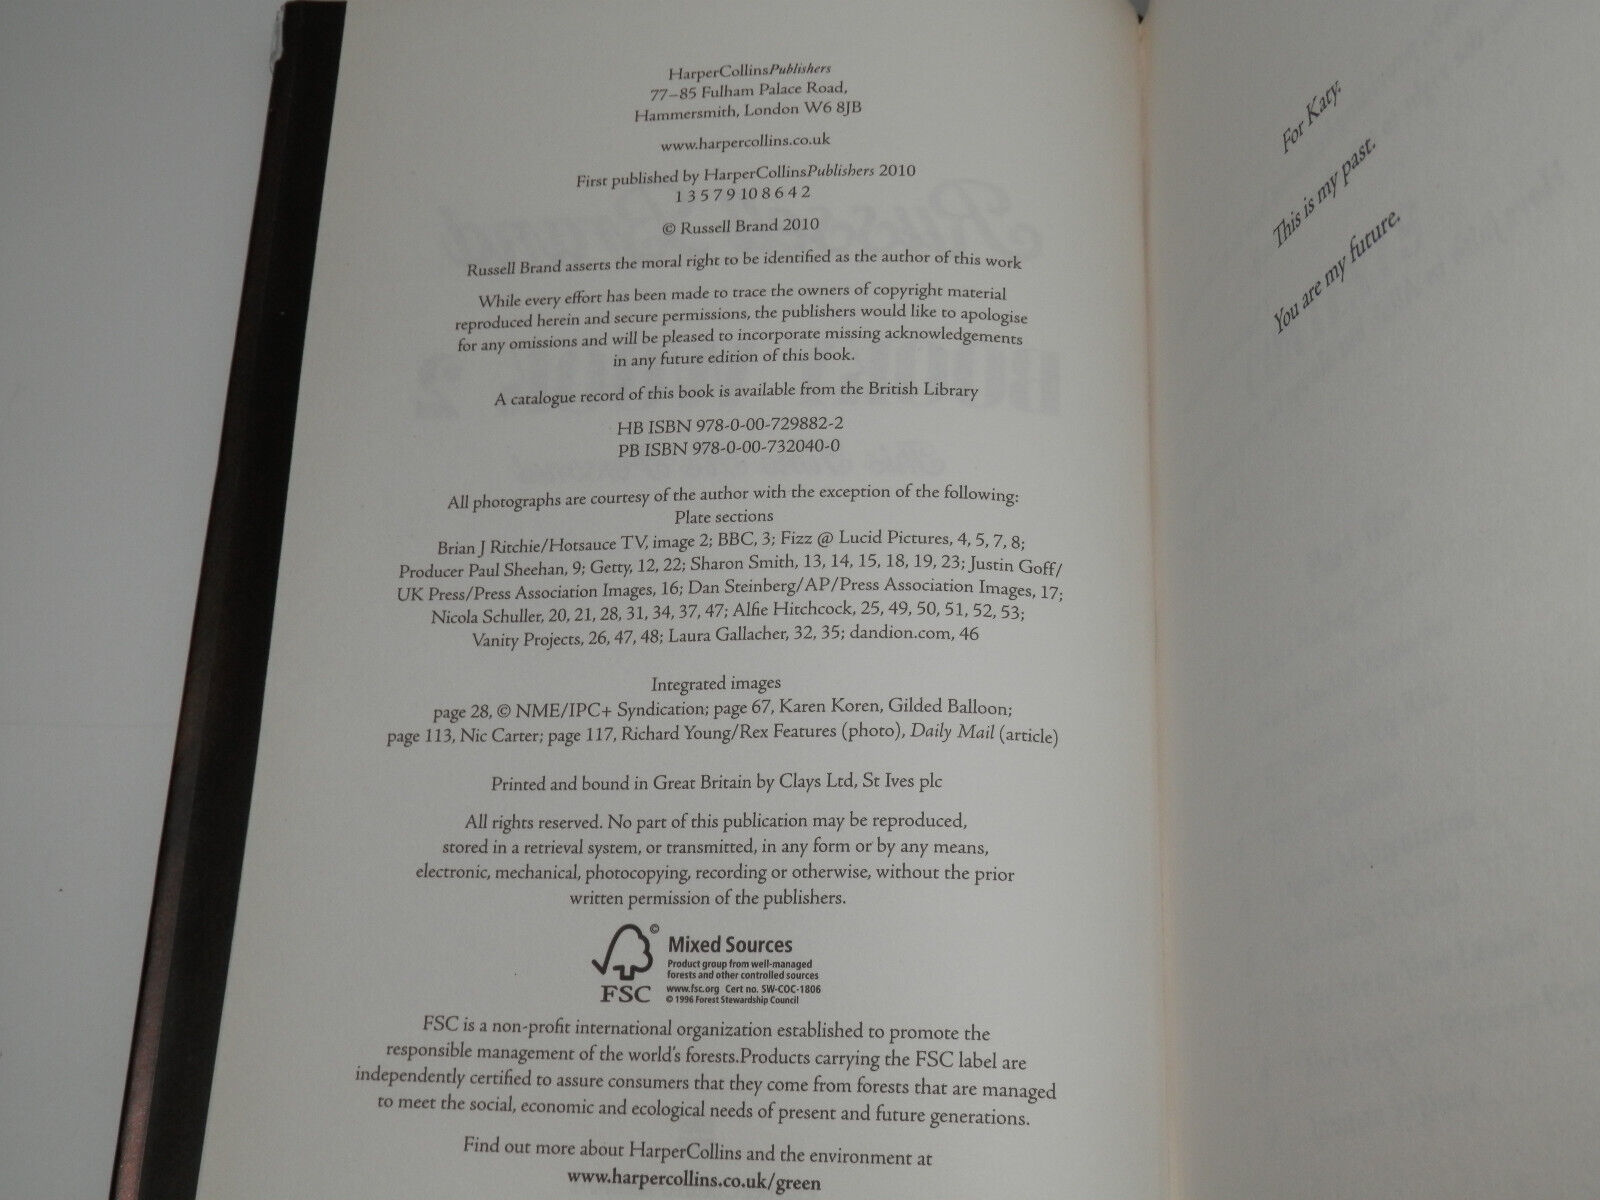 HarperCollinsPublishers
77–85 Fulham Palace Road,
Hammersmith, London W6 8JB
www.harpercollins.co.uk
First published by HarperCollinsPublishers 2010
1 3 5 7 9 10 8 6 4 2
© Russell Brand 2010
Russell Brand asserts the moral right to be identified as the author of this work
While every effort has been made to trace the owners of copyright material
reproduced herein and secure permissions, the publishers would like to apologise
for any omissions and will be pleased to incorporate missing acknowledgements
in any future edition of this book.
A catalogue record of this book is available from the British Library
HB ISBN 978-0-00-729882-2
PB ISBN 978-0-00-732040-0
All photographs are courtesy of the author with the exception of the following:
Plate sections
Brian J Ritchie/Hotsauce TV, image 2; BBC, 3; Fizz @ Lucid Pictures, 4, 5, 7, 8;
Producer Paul Sheehan, 9; Getty, 12, 22; Sharon Smith, 13, 14, 15, 18, 19, 23; Justin Goff/
UK Press/Press Association Images, 16; Dan Steinberg/AP/Press Association Images, 17;
Nicola Schuller, 20, 21, 28, 31, 34, 37, 47; Alfie Hitchcock, 25, 49, 50, 51, 52, 53;
Vanity Projects, 26, 47, 48; Laura Gallacher, 32, 35; dandion.com, 46
Integrated images
page 28, © NME/IPC+ Syndication; page 67, Karen Koren, Gilded Balloon;
page 113, Nic Carter; page 117, Richard Young/Rex Features (photo), Daily Mail (article)
Printed and bound in Great Britain by Clays Ltd, St Ives plc
All rights reserved. No part of this publication may be reproduced,
stored in a retrieval system, or transmitted, in any form or by any means,
electronic, mechanical, photocopying, recording or otherwise, without the prior
written permission of the publishers.
©
FSC
Mixed Sources
Product group from well-managed
forests and other controlled sources
www.fsc.org Cert no. SW-COC-1806
© 1996 Forest Stewardship Council
FSC is a non-profit international organization established to promote the
responsible management of the world's forests.Products carrying the FSC label are
independently certified to assure consumers that they come from forests that are managed
to meet the social, economic and ecological needs of present and future generations.
Find out more about HarperCollins and the environment at
www.harpercollins.co.uk/green
For Katy.
This is my past.
You are my future.